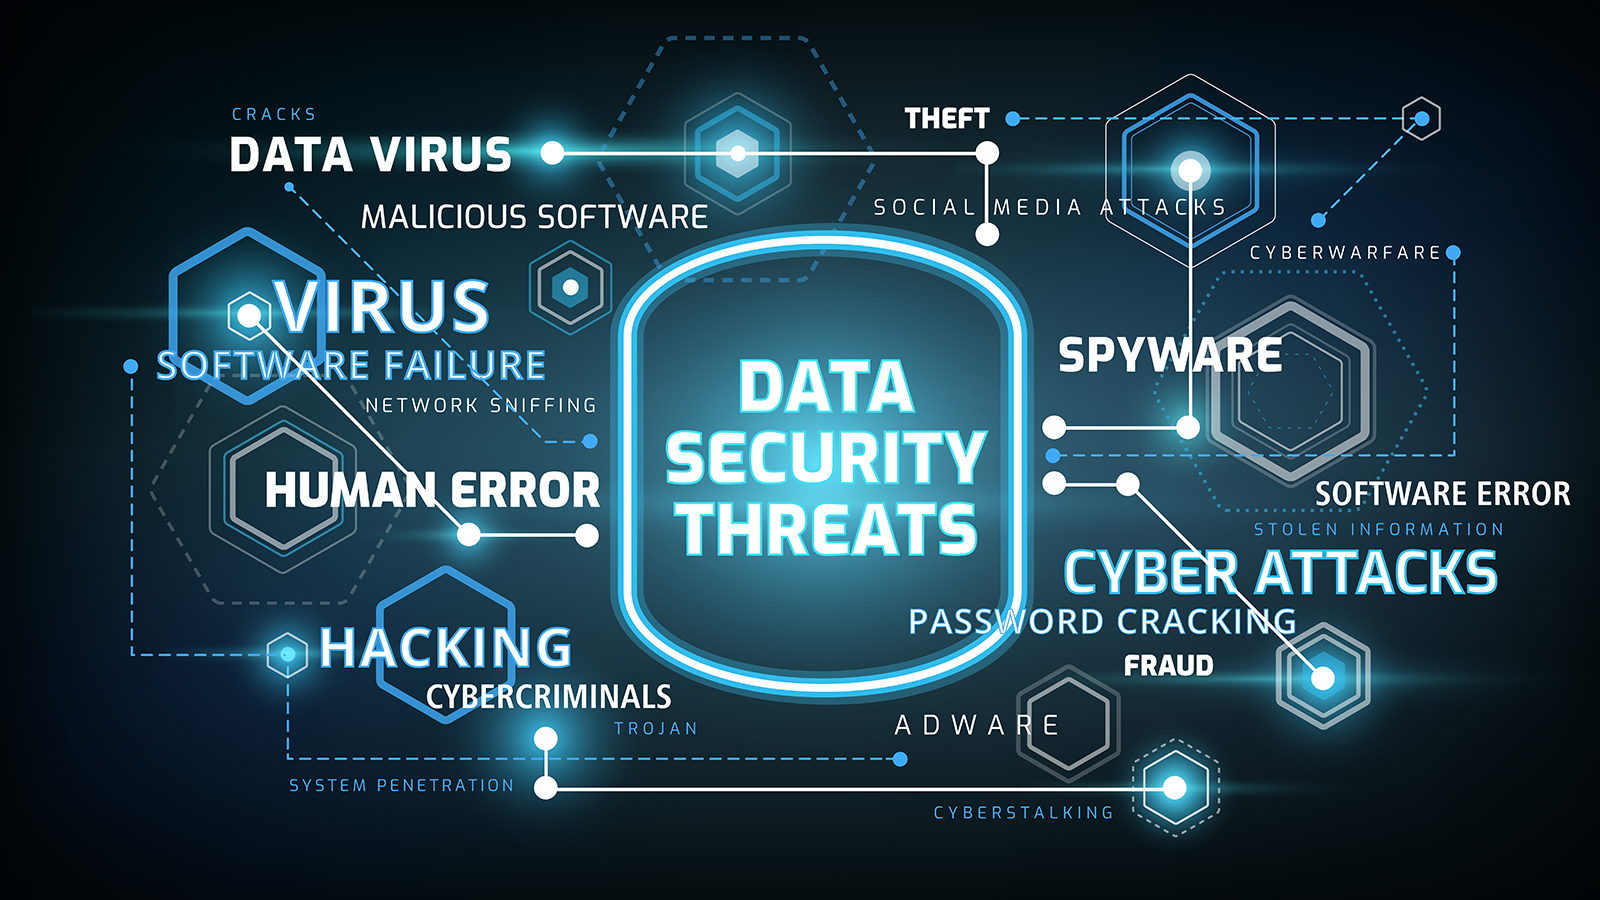 CRACKS
DATA VIRUS
MALICIOUS SOFTWARE
VIRUS
SOFTWARE FAILURE
NETWORK SNIFFING
HUMAN ERROR
HACKING
CYBERCRIMINALS
TROJAN
SYSTEM PENETRATION
DATA
SECURITY
THREATS
THEFT
SOCIAL MEDIA ATTACKS
CYBERWARFARE
SPYWARE
SOFTWARE ERROR
STOLEN INFORMATION
CYBER ATTACKS
PASSWORD CRACKING
FRAUD
ADWARE
CYBERSTALKING